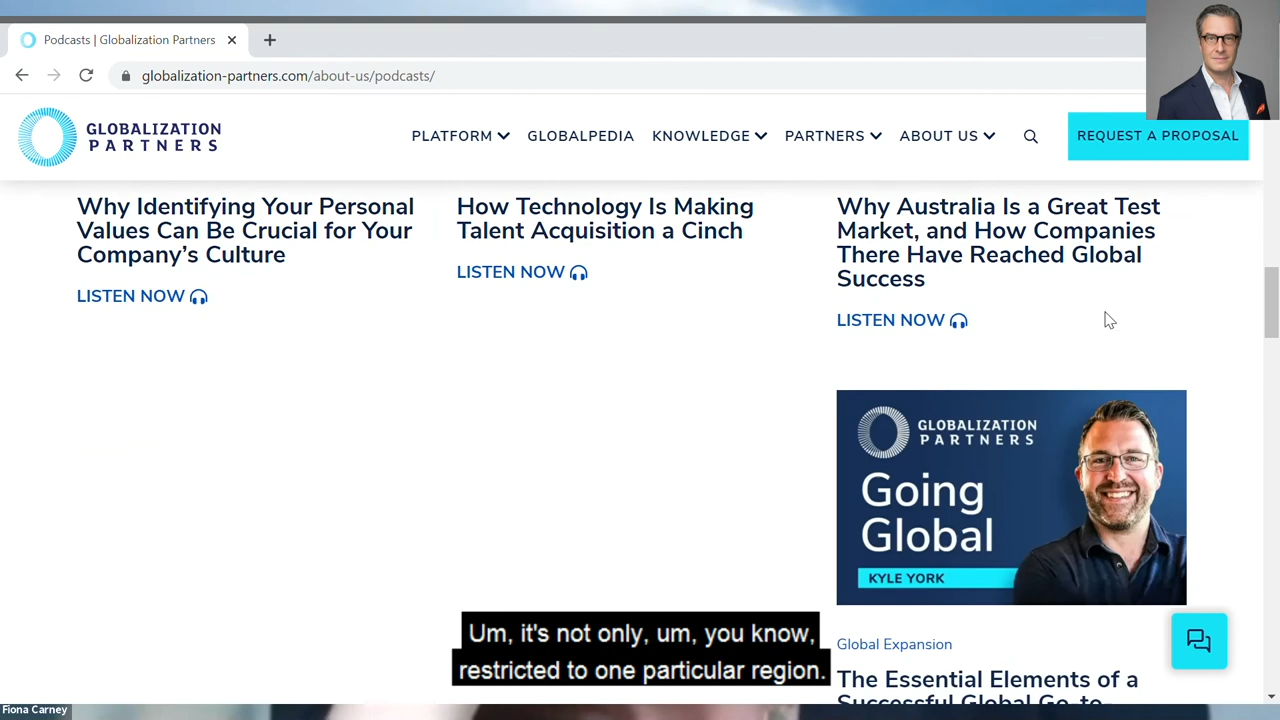 Podcasts | Globalization Partners
globalization-partners.com/about-us/podcasts/
GLOBALIZATION
PARTNERS
PLATFORM
GLOBALPEDIA
KNOWLEDGE
PARTNERS
ABOUT US
REQUEST A PROPOSAL
Why Identifying Your Personal
Values Can Be Crucial for Your
Company’s Culture
LISTEN NOW
How Technology Is Making
Talent Acquisition a Cinch
LISTEN NOW
Why Australia Is a Great Test
Market, and How Companies
There Have Reached Global
Success
LISTEN NOW
GLOBALIZATION
PARTNERS
Going
Global
KYLE YORK
Global Expansion
The Essential Elements of a
Successful Global Go-to-
Um, it's not only, um, you know,
restricted to one particular region.
Fiona Carney